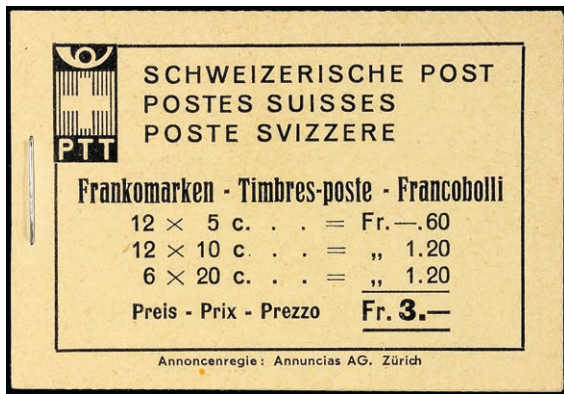 PTT
SCHWEIZERISCHE POST
POSTES SUISSES
POSTE SVIZZERE
Frankomarken - Timbres-poste - Francobolli
12 × 5 c. . . = Fr.—.60
12 × 10 c. . . = „ 1.20
6 × 20 c. . . = „ 1.20
Preis - Prix - Prezzo Fr. 3.—
Annoncenregie: Annuncias AG. Zürich